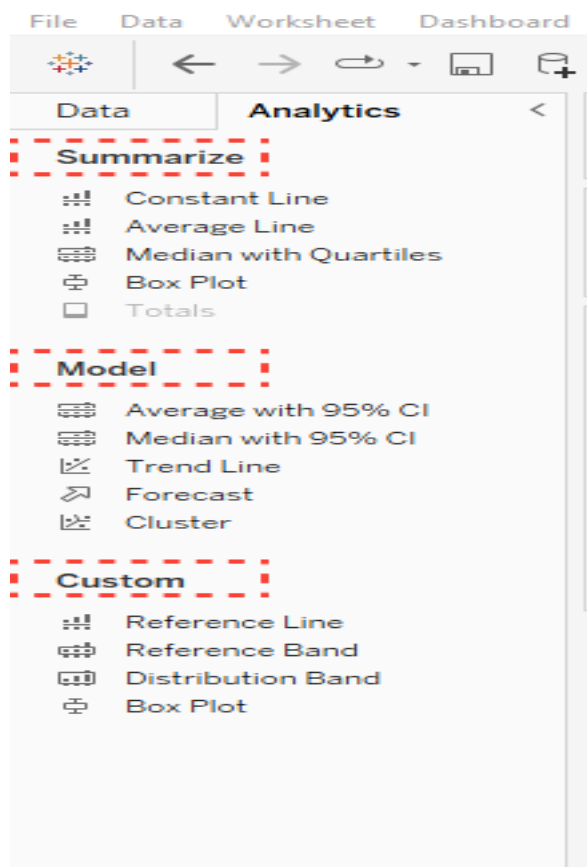 File Data Worksheet Dashboard
Data Analytics <
Summarize
Constant Line
Average Line
Median with Quartiles
Box Plot
Totals
Model
Average with 95% CI
Median with 95% CI
Trend Line
Forecast
Cluster
Custom
Reference Line
Reference Band
Distribution Band
Box Plot